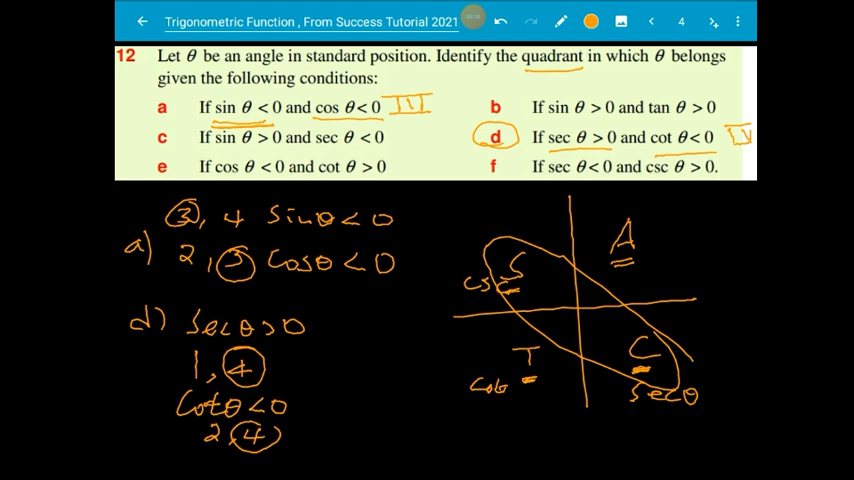 Trigonometric Function , From Success Tutorial 2021
4
12 Let θ be an angle in standard position. Identify the quadrant in which θ belongs
given the following conditions:
a If sin θ < 0 and cos θ < 0 III
b If sin θ > 0 and tan θ > 0
c If sin θ > 0 and sec θ < 0
d If sec θ > 0 and cot θ < 0 IV
e If cos θ < 0 and cot θ > 0
f If sec θ < 0 and csc θ > 0.
3, 4 Sinθ < 0
a) 2, 3 Cosθ < 0
d) Secθ > 0
1, 4
Cotθ < 0
2, 4
S A
csc
T C
Cot
Secθ